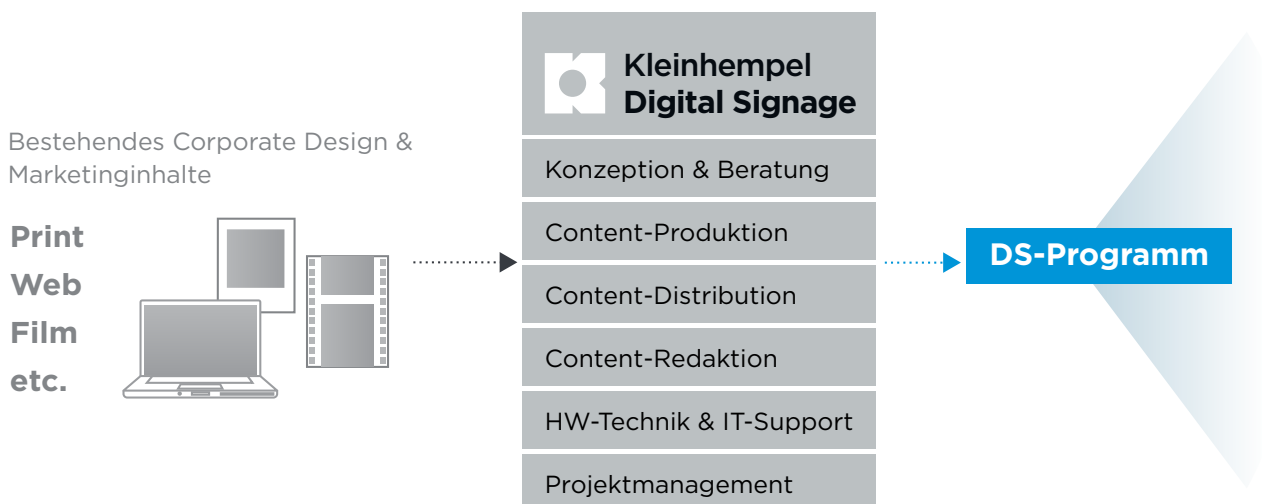 Bestehendes Corporate Design &
Marketinginhalte
Print
Web
Film
etc.
Kleinhempel
Digital Signage
Konzeption & Beratung
Content-Produktion
Content-Distribution
Content-Redaktion
HW-Technik & IT-Support
Projektmanagement
DS-Programm